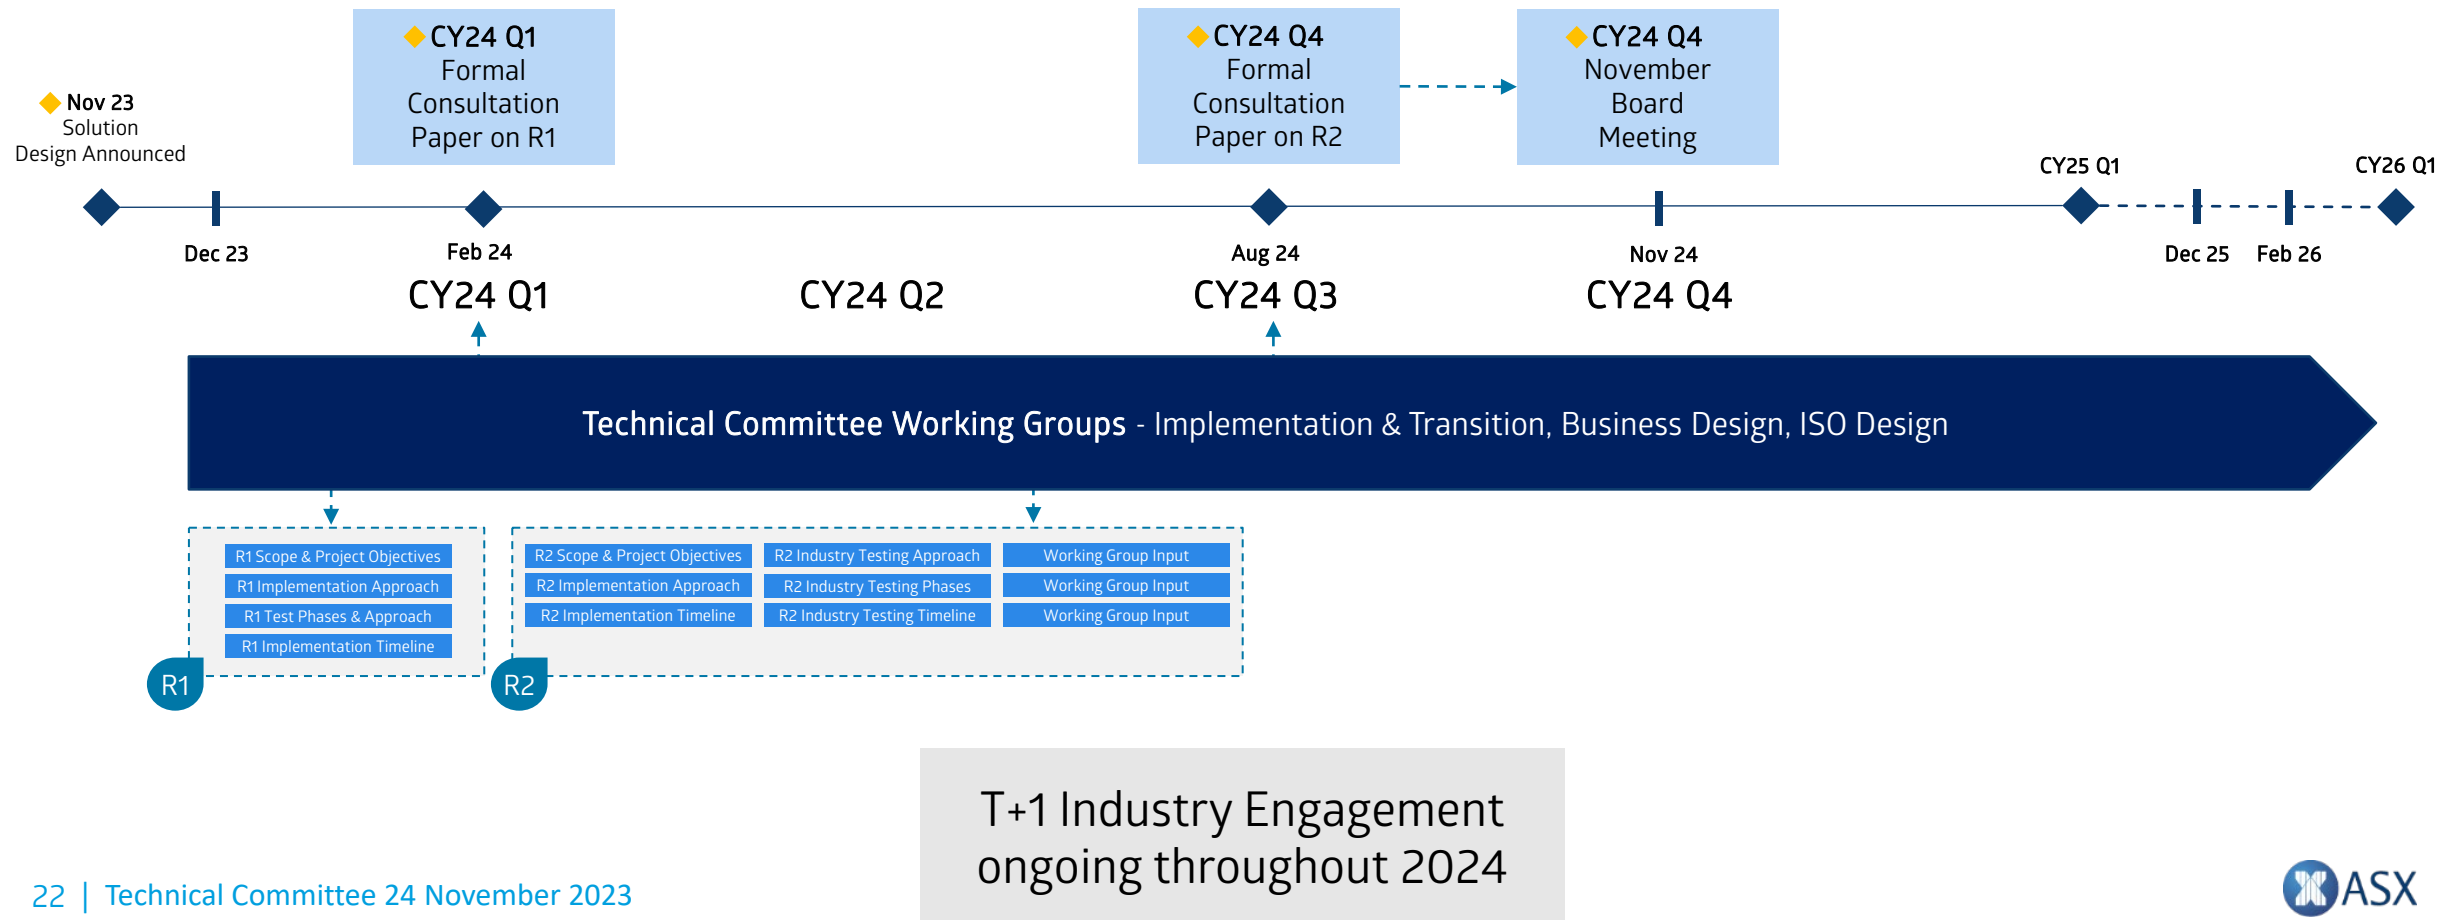 CY24 Q1
Formal
Consultation
Paper on R1
CY24 Q4
Formal
Consultation
Paper on R2
CY24 Q4
November
Board
Meeting
Nov 23
Solution
Design Announced
CY25 Q1
CY26 Q1
Dec 23
Feb 24
Aug 24
Nov 24
Dec 25
Feb 26
CY24 Q1
CY24 Q2
CY24 Q3
CY24 Q4
Technical Committee Working Groups - Implementation & Transition, Business Design, ISO Design
R1 Scope & Project Objectives
R1 Implementation Approach
R1 Test Phases & Approach
R1 Implementation Timeline
R1
R2 Scope & Project Objectives
R2 Implementation Approach
R2 Implementation Timeline
R2 Industry Testing Approach
R2 Industry Testing Phases
R2 Industry Testing Timeline
Working Group Input
Working Group Input
Working Group Input
R2
T+1 Industry Engagement
ongoing throughout 2024
22 | Technical Committee 24 November 2023
ASX